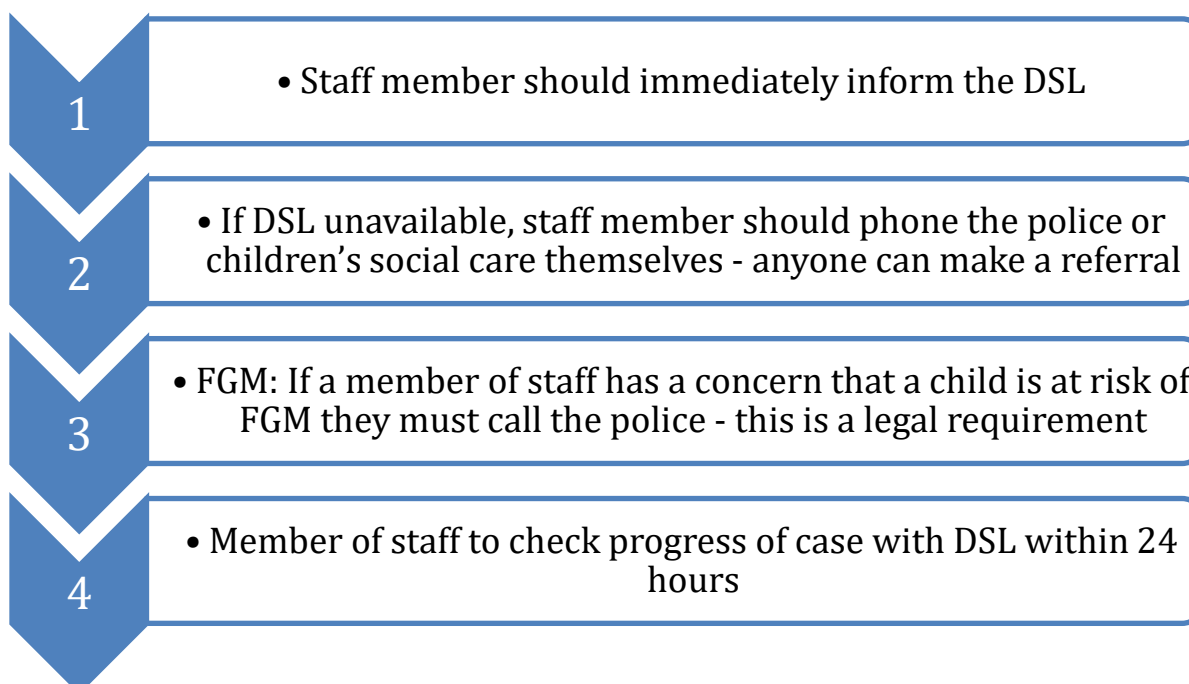 1
• Staff member should immediately inform the DSL
2
• If DSL unavailable, staff member should phone the police or
children's social care themselves - anyone can make a referral
3
• FGM: If a member of staff has a concern that a child is at risk of
FGM they must call the police - this is a legal requirement
4
• Member of staff to check progress of case with DSL within 24
hours